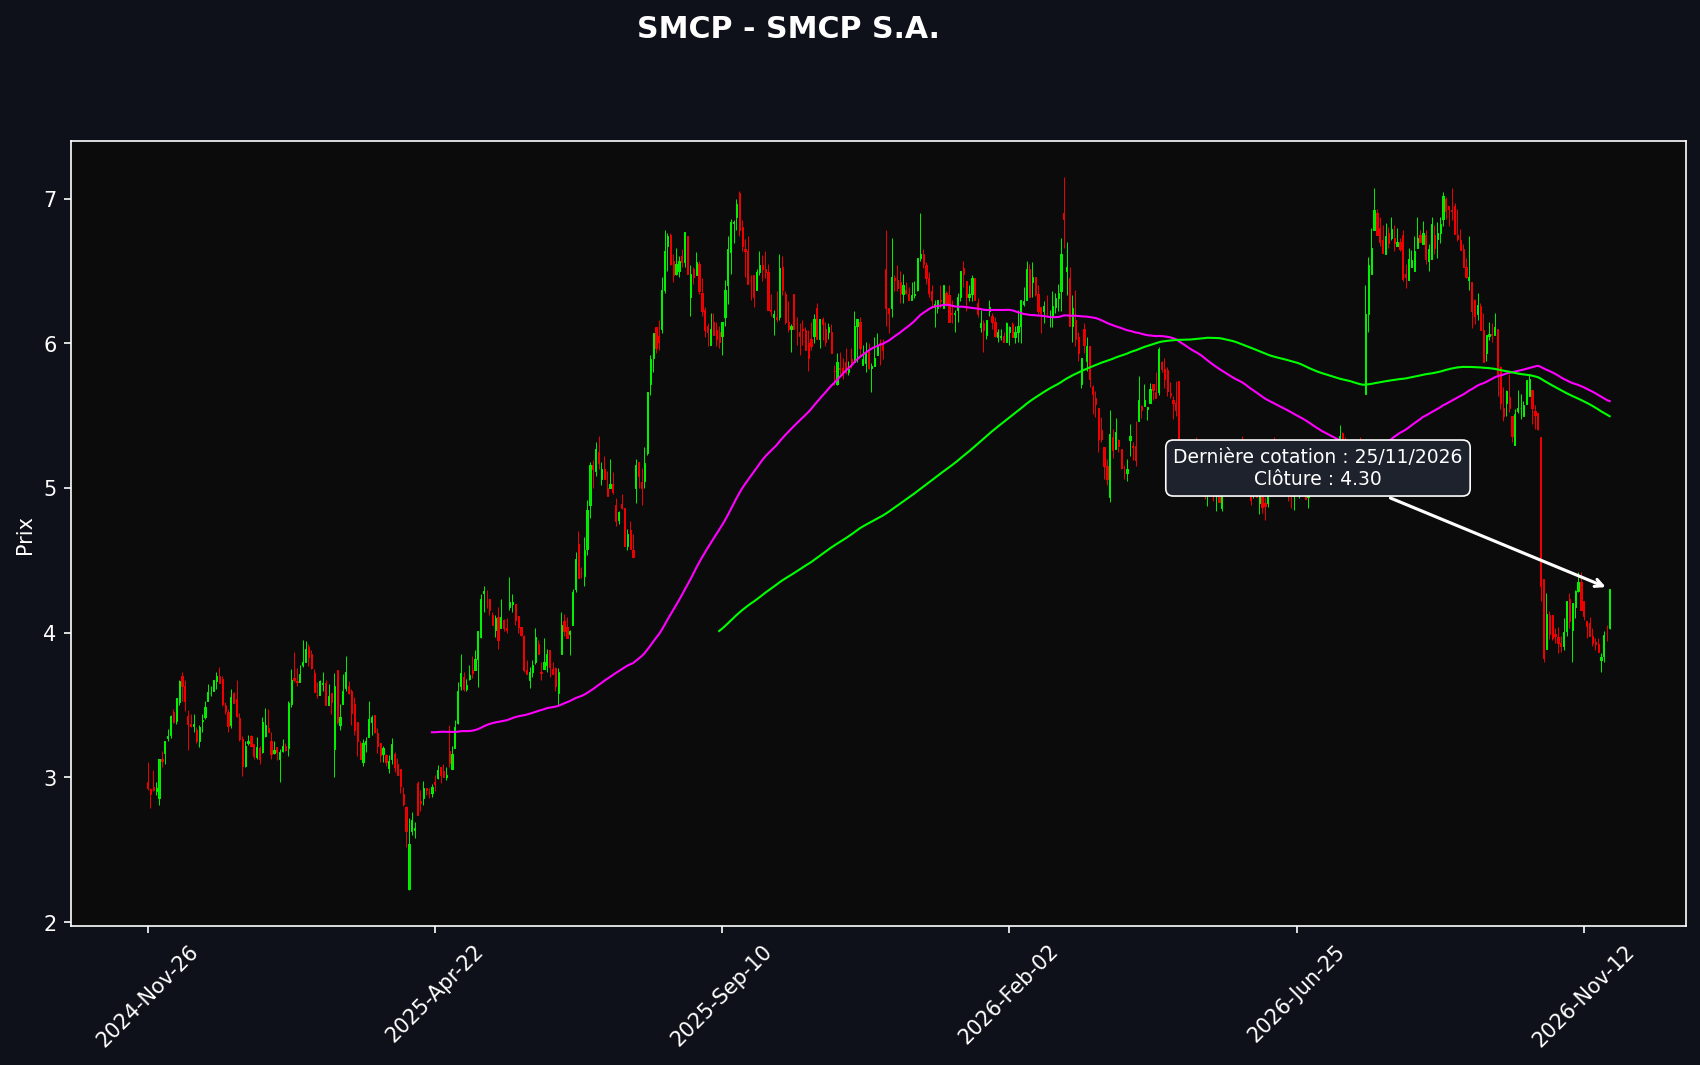 SMCP - SMCP S.A.
Prix
7
6
5
4
3
2
Dernière cotation : 25/11/2026
Clôture : 4.30
2024-Nov-26
2025-Apr-22
2025-Sep-10
2026-Feb-02
2026-Jun-25
2026-Nov-12